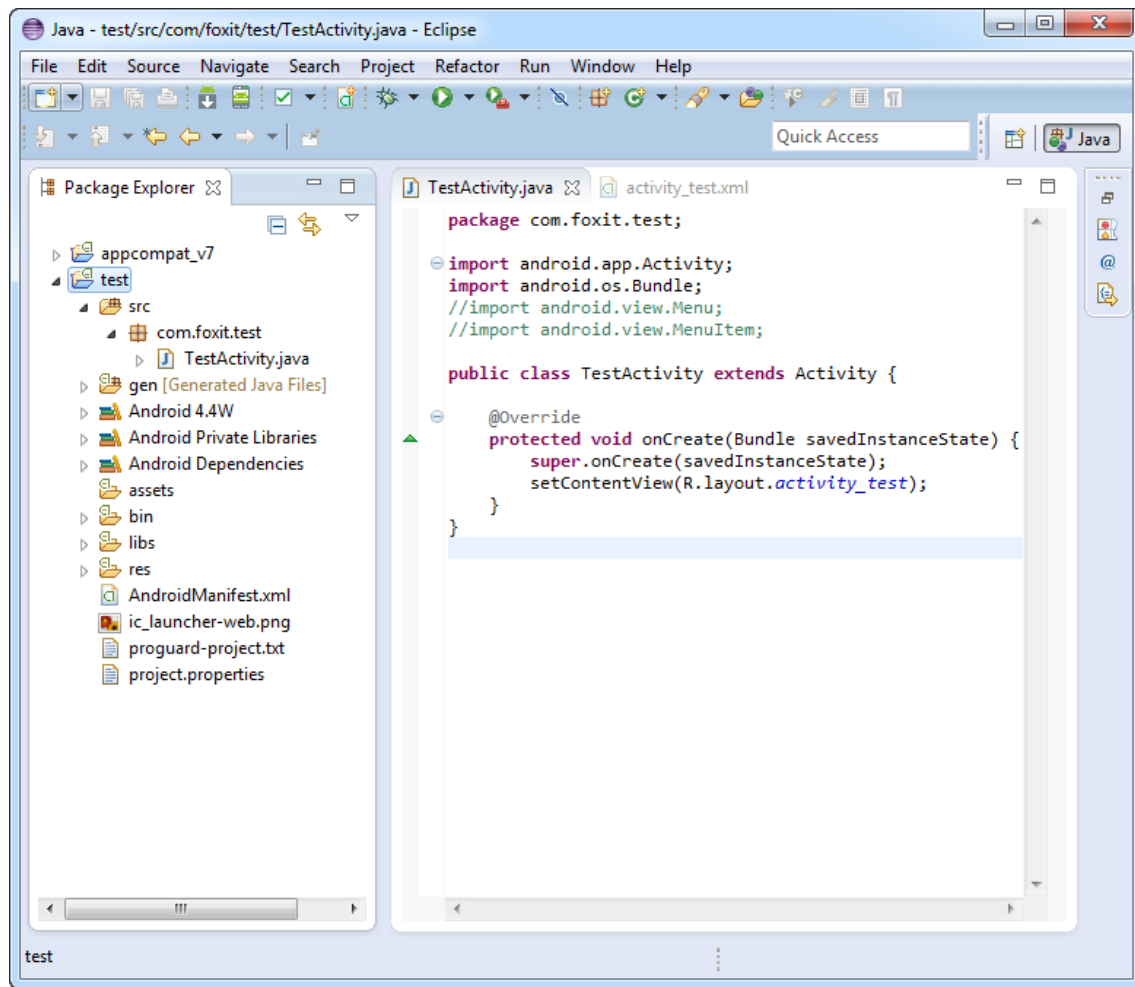 Java - test/src/com/foxit/test/TestActivity.java - Eclipse
File Edit Source Navigate Search Project Refactor Run Window Help
Quick Access
Java
Package Explorer
appcompat_v7
test
src
com.foxit.test
TestActivity.java
gen [Generated Java Files]
Android 4.4W
Android Private Libraries
Android Dependencies
assets
bin
libs
res
AndroidManifest.xml
ic_launcher-web.png
proguard-project.txt
project.properties
TestActivity.java activity_test.xml
package com.foxit.test;
import android.app.Activity;
import android.os.Bundle;
//import android.view.Menu;
//import android.view.MenuItem;
public class TestActivity extends Activity {
@Override
protected void onCreate(Bundle savedInstanceState) {
super.onCreate(savedInstanceState);
setContentView(R.layout.activity_test);
}
}
test